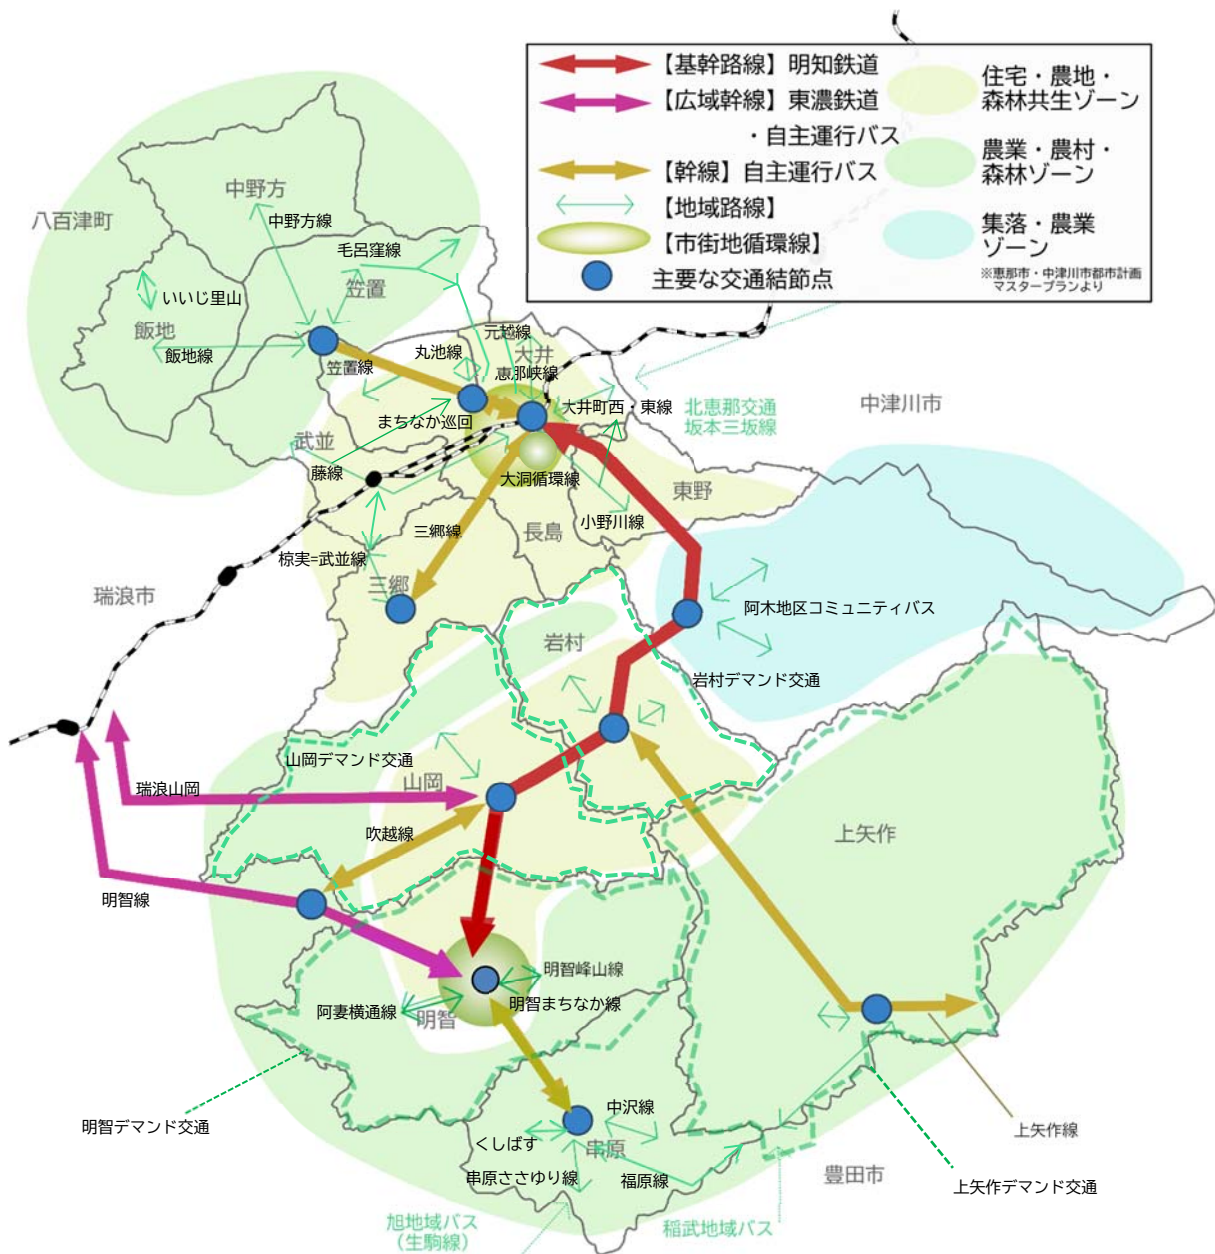 【基幹路線】明知鉄道
【広域幹線】東濃鉄道
・自主運行バス
【幹線】自主運行バス
【地域路線】
【市街地循環線】
主要な交通結節点
住宅・農地・
森林共生ゾーン
農業・農村・
森林ゾーン
集落・農業
ゾーン
※恵那市・中津川市都市計画
マスタープランより
中野方
八百津町
中野方線
毛呂窪線
笠置
いいじ里山
飯地
飯地線
元越線
大井
丸池線
笠置線
恵那峡線
大井町西・東線
まちなか巡回
北恵那交通
坂本三坂線
中津川市
武並
藤線
大洞循環線
東野
三郷線
長島
小野川線
椋実=武並線
三郷
瑞浪市
阿木地区コミュニティバス
岩村
岩村デマンド交通
山岡デマンド交通
山岡
瑞浪山岡
吹越線
上矢作
明智線
明智峰山線
明智まちなか線
阿妻横通線
明智
明智デマンド交通
中沢線
くしばす
串原
串原ささゆり線
福原線
上矢作線
豊田市
上矢作デマンド交通
旭地域バス
（生駒線）
稲武地域バス